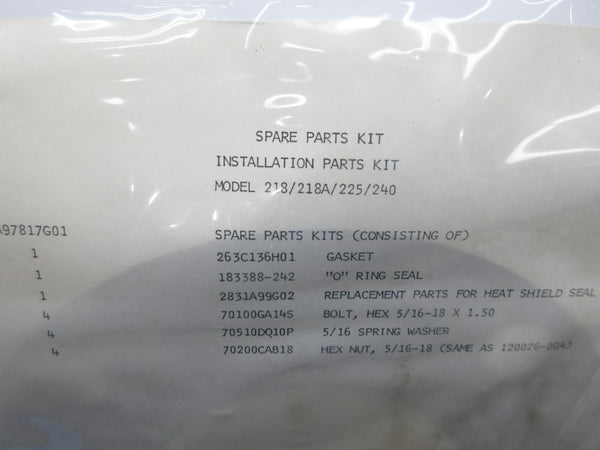 SPARE PARTS KIT
INSTALLATION PARTS KIT
MODEL 218/218A/225/240
97817G01 SPARE PARTS KITS (CONSISTING OF)
1 263C136H01 GASKET
1 183388-242 "O" RING SEAL
1 2831A99G02 REPLACEMENT PARTS FOR HEAT SHIELD SEAL
4 70100GA14S BOLT, HEX 5/16-18 X 1.50
4 70510DQ10P 5/16 SPRING WASHER
4 70200CAB18 HEX NUT, 5/16-18 (SAME AS 120026-004)